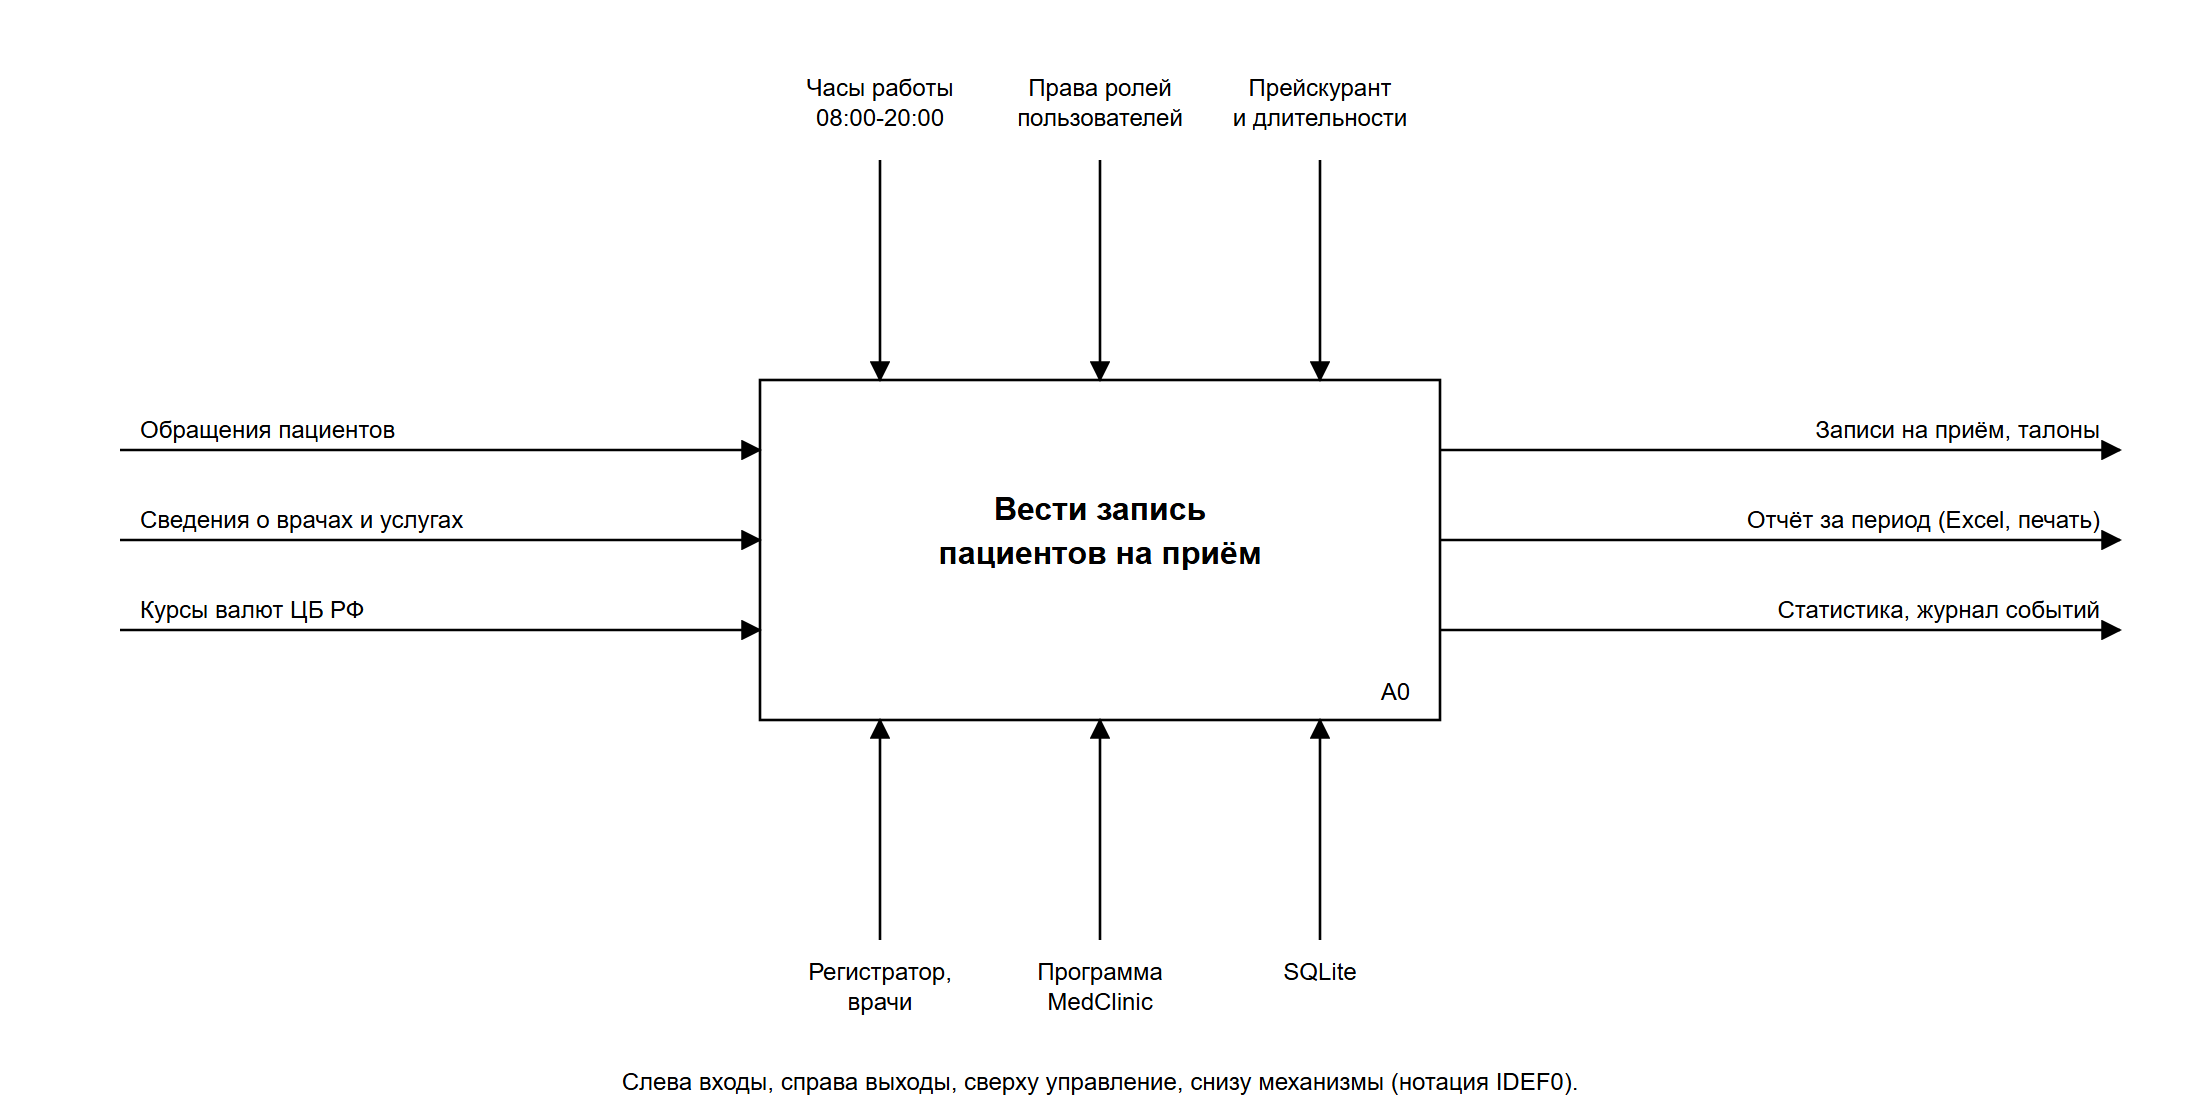 Часы работы
08:00-20:00
Права ролей
пользователей
Прейскурант
и длительности
Обращения пациентов
Сведения о врачах и услугах
Курсы валют ЦБ РФ
Вести запись
пациентов на приём
A0
Записи на приём, талоны
Отчёт за период (Excel, печать)
Статистика, журнал событий
Регистратор,
врачи
Программа
MedClinic
SQLite
Слева входы, справа выходы, сверху управление, снизу механизмы (нотация IDEF0).